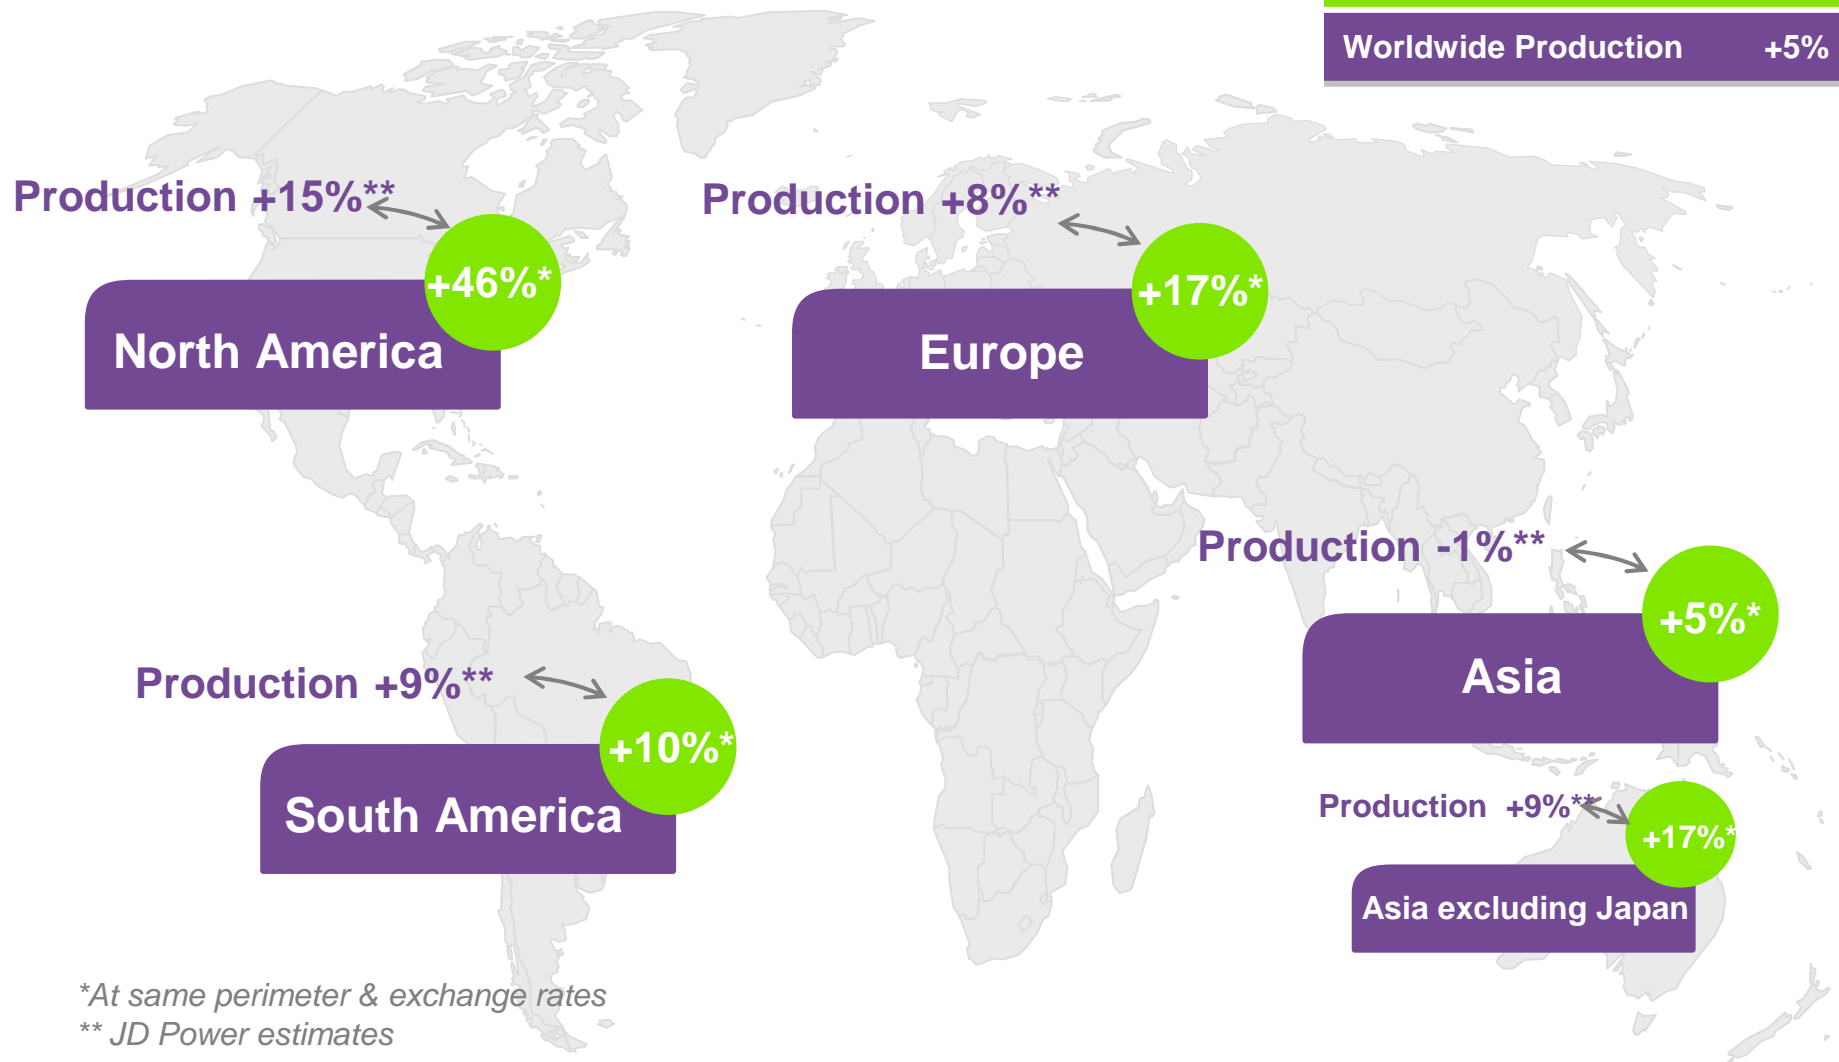 Worldwide Production +5%
Production +15%**
+46%*
North America
Production +8%**
+17%*
Europe
Production -1%**
+5%*
Asia
Production +9%**
+10%*
South America
Production +9%**
+17%*
Asia excluding Japan
*At same perimeter & exchange rates
** JD Power estimates